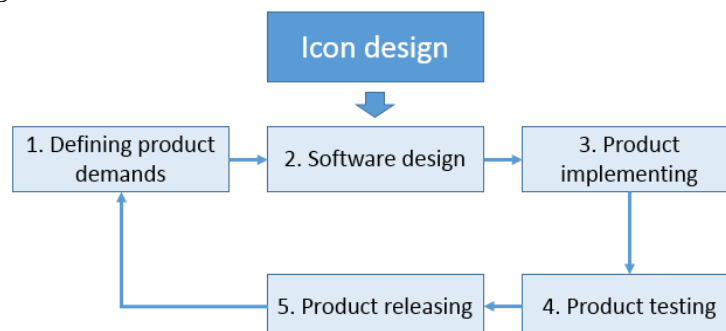 Icon design
1. Defining product
demands
2. Software design
3. Product
implementing
5. Product releasing
4. Product testing